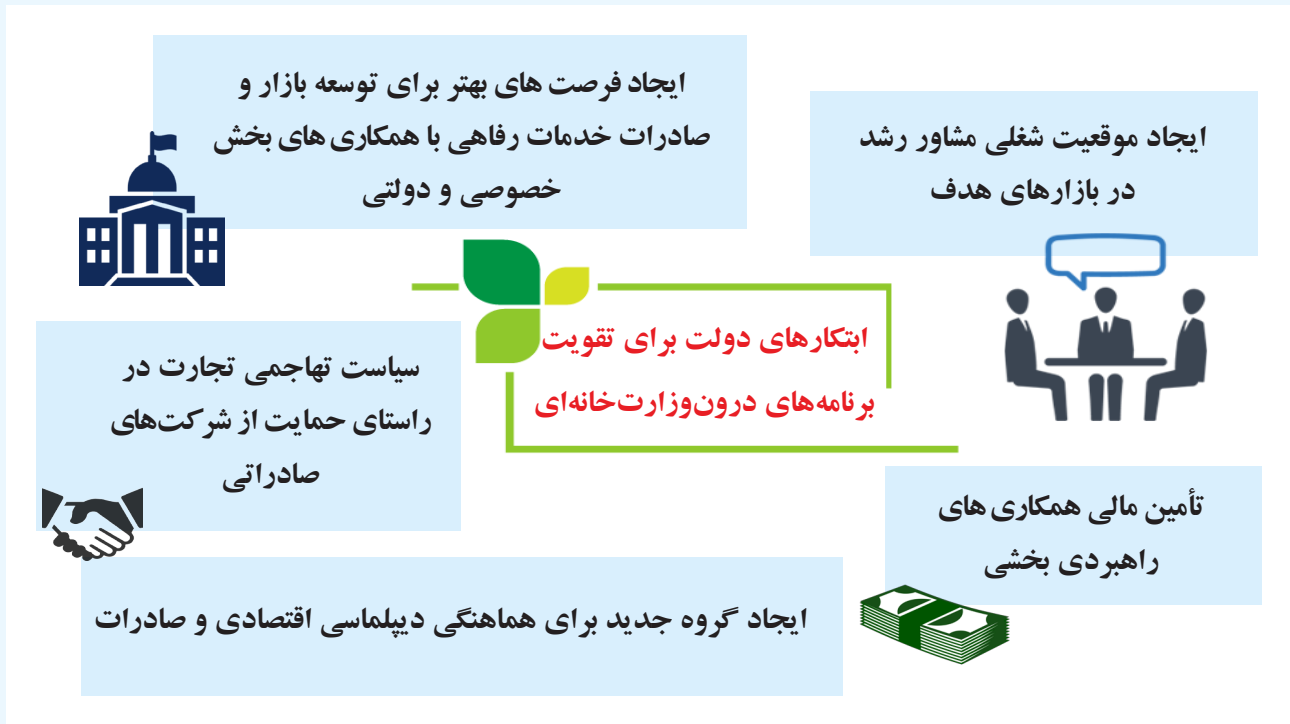 ایجاد فرصت های بهتر برای توسعه بازار و
صادرات خدمات رفاهی با همکاری های بخش
خصوصی و دولتی
ایجاد موقعیت شغلی مشاور رشد
در بازارهای هدف
ابتکارهای دولت برای تقویت
برنامه‌های درون‌وزارت‌خانه‌ای
سیاست تهاجمی تجارت در
راستای حمایت از شرکت‌های
صادراتی
تأمین مالی همکاری های
راهبردی بخشی
ایجاد گروه جدید برای هماهنگی دیپلماسی اقتصادی و صادرات